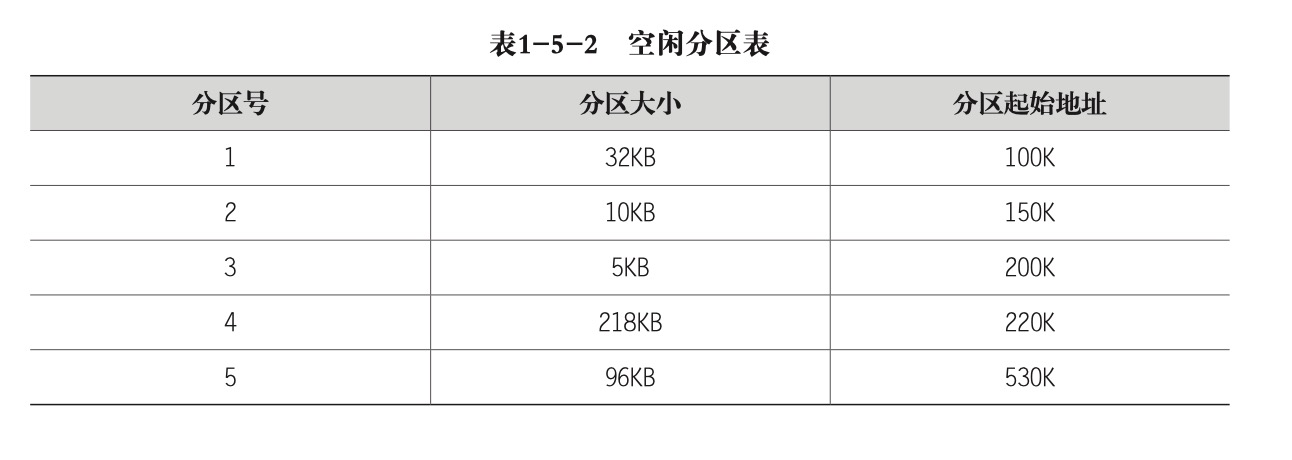 表1-5-2 空闲分区表
分区号 分区大小 分区起始地址
1 32KB 100K
2 10KB 150K
3 5KB 200K
4 218KB 220K
5 96KB 530K